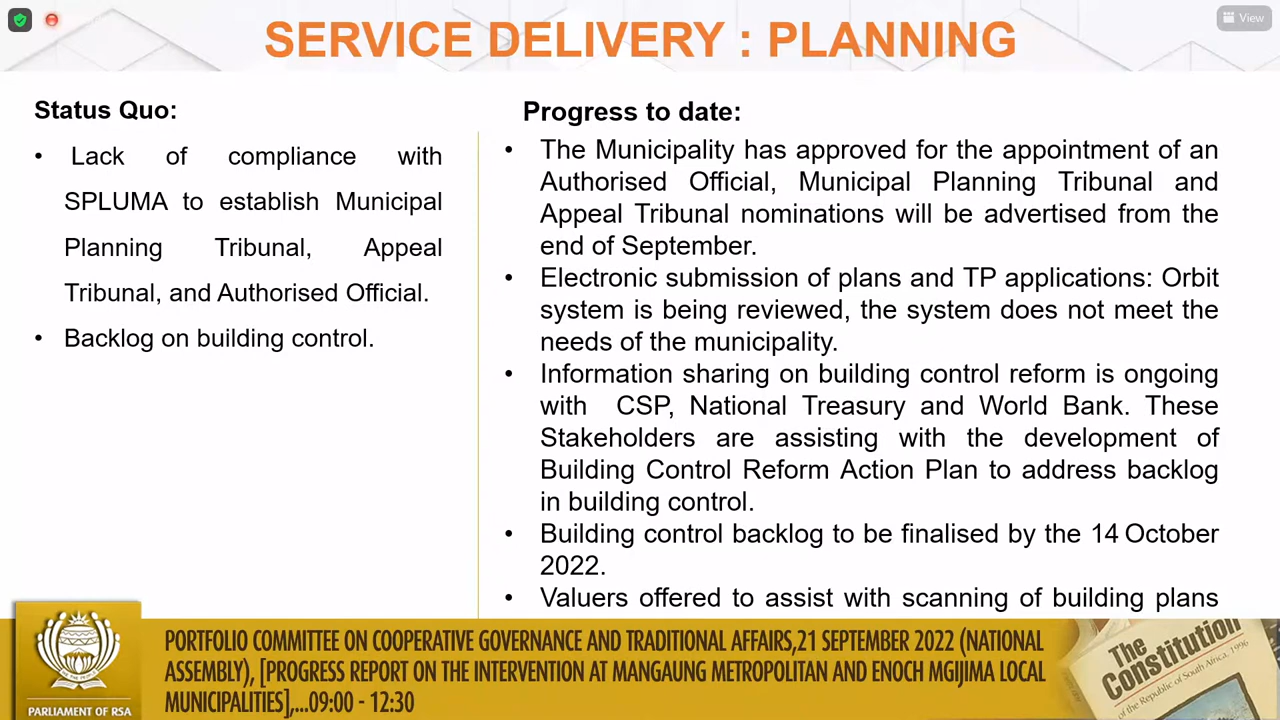 View
SERVICE DELIVERY : PLANNING
Status Quo:
• Lack of compliance with
SPLUMA to establish Municipal
Planning Tribunal, Appeal
Tribunal, and Authorised Official.
• Backlog on building control.
Progress to date:
• The Municipality has approved for the appointment of an
Authorised Official, Municipal Planning Tribunal and
Appeal Tribunal nominations will be advertised from the
end of September.
• Electronic submission of plans and TP applications: Orbit
system is being reviewed, the system does not meet the
needs of the municipality.
• Information sharing on building control reform is ongoing
with CSP, National Treasury and World Bank. These
Stakeholders are assisting with the development of
Building Control Reform Action Plan to address backlog
in building control.
• Building control backlog to be finalised by the 14 October
2022.
• Valuers offered to assist with scanning of building plans
PORTFOLIO COMMITTEE ON COOPERATIVE GOVERNANCE AND TRADITIONAL AFFAIRS,21 SEPTEMBER 2022 (NATIONAL
ASSEMBLY), [PROGRESS REPORT ON THE INTERVENTION AT MANGAUNG METROPOLITAN AND ENOCH MGIJIMA LOCAL
MUNICIPALITIES],...09:00 - 12:30
PARLIAMENT OF RSA
The
Constitution
of the Republic of South Africa, 1996